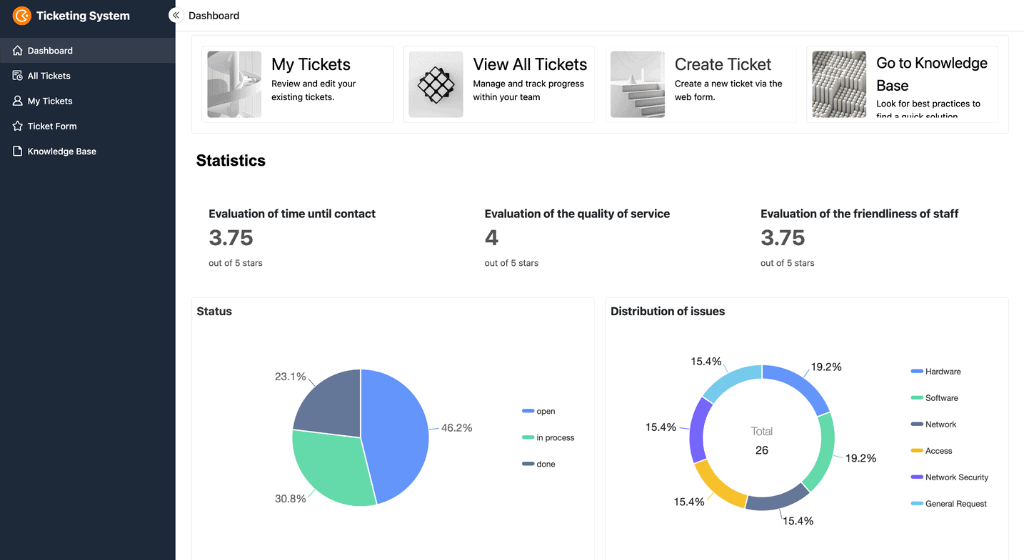 Ticketing System
Dashboard
Dashboard
All Tickets
My Tickets
Ticket Form
Knowledge Base
My Tickets
Review and edit your
existing tickets.
View All Tickets
Manage and track progress
within your team
Create Ticket
Create a new ticket via the
web form.
Go to Knowledge
Base
Look for best practices to
find a quick solution
Statistics
Evaluation of time until contact
3.75
out of 5 stars
Evaluation of the quality of service
4
out of 5 stars
Evaluation of the friendliness of staff
3.75
out of 5 stars
Status
23.1%
46.2%
30.8%
open
in process
done
Distribution of issues
15.4%
19.2%
15.4%
19.2%
15.4%
15.4%
Total
26
Hardware
Software
Network
Access
Network Security
General Request